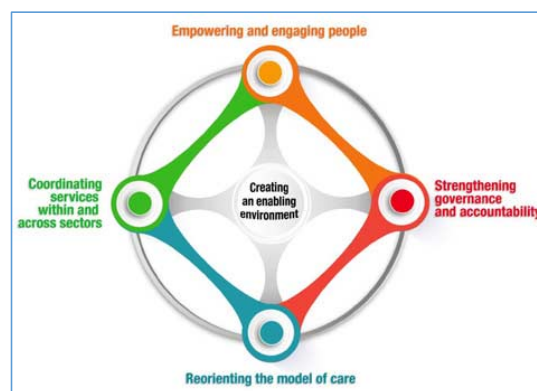 Empowering and engaging people
Coordinating
services
within and
across sectors
Creating
an enabling
environment
Strengthening
governance
and accountability
Reorienting the model of care